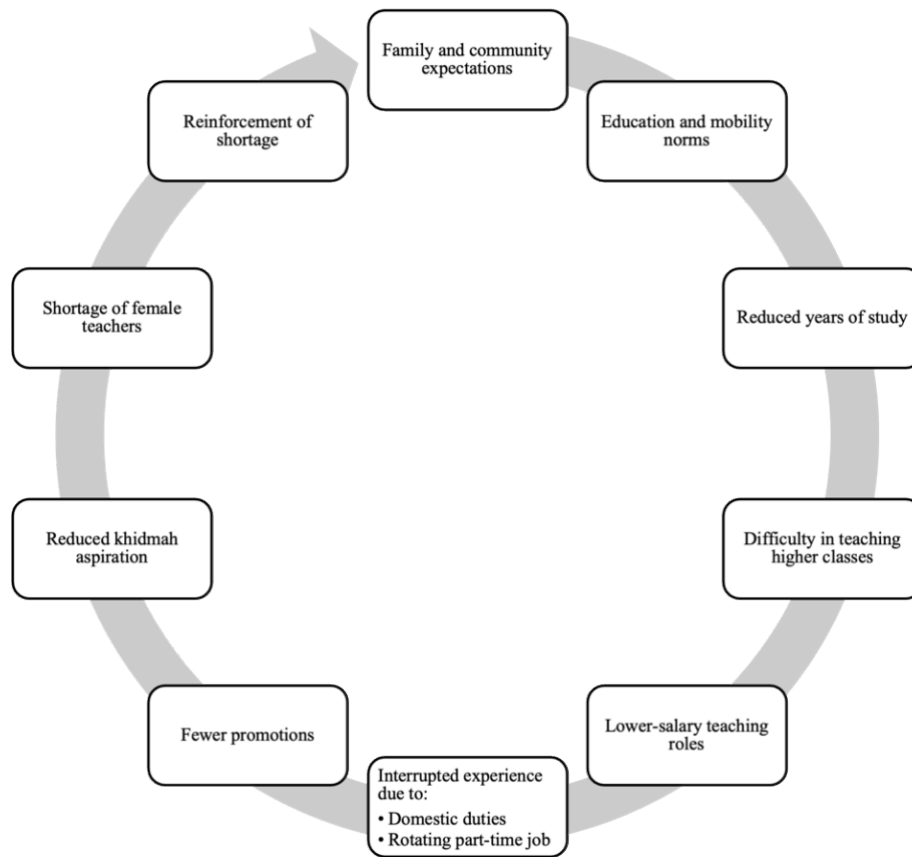 Family and community
expectations
Education and mobility
norms
Reduced years of study
Difficulty in teaching
higher classes
Lower-salary teaching
roles
Interrupted experience
due to:
• Domestic duties
• Rotating part-time job
Fewer promotions
Reduced khidmah
aspiration
Shortage of female
teachers
Reinforcement of
shortage